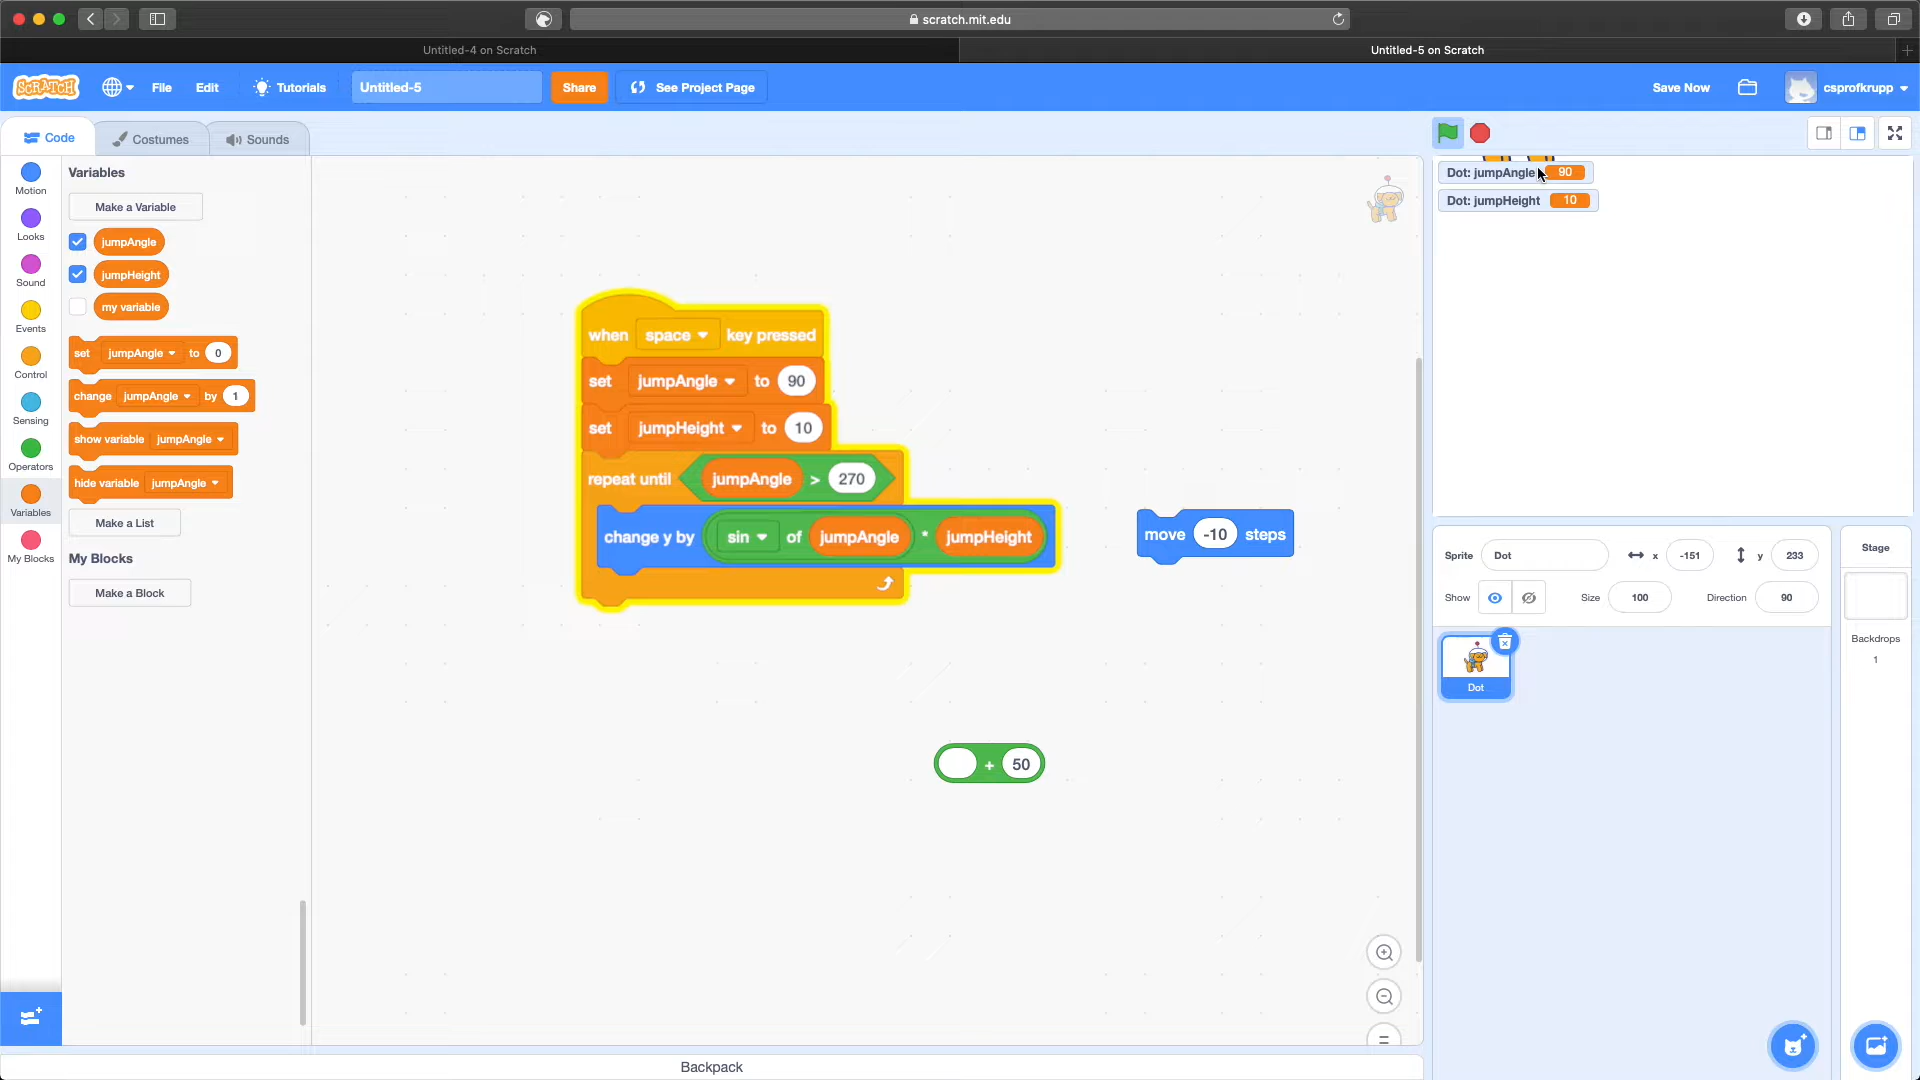 scratch.mit.edu
Untitled-4 on Scratch
Untitled-5 on Scratch
SCRATCH
File
Edit
Tutorials
Untitled-5
Share
See Project Page
Save Now
csprofkrupp
Code
Costumes
Sounds
Motion
Looks
Sound
Events
Control
Sensing
Operators
Variables
My Blocks
Variables
Make a Variable
jumpAngle
jumpHeight
my variable
set jumpAngle to 0
change jumpAngle by 1
show variable jumpAngle
hide variable jumpAngle
Make a List
My Blocks
Make a Block
when space key pressed
set jumpAngle to 90
set jumpHeight to 10
repeat until jumpAngle > 270
change y by sin of jumpAngle * jumpHeight
move -10 steps
+ 50
Backpack
Dot: jumpAngle 90
Dot: jumpHeight 10
Sprite Dot x -151 y 233
Show Size 100 Direction 90
Dot
Stage
Backdrops
1